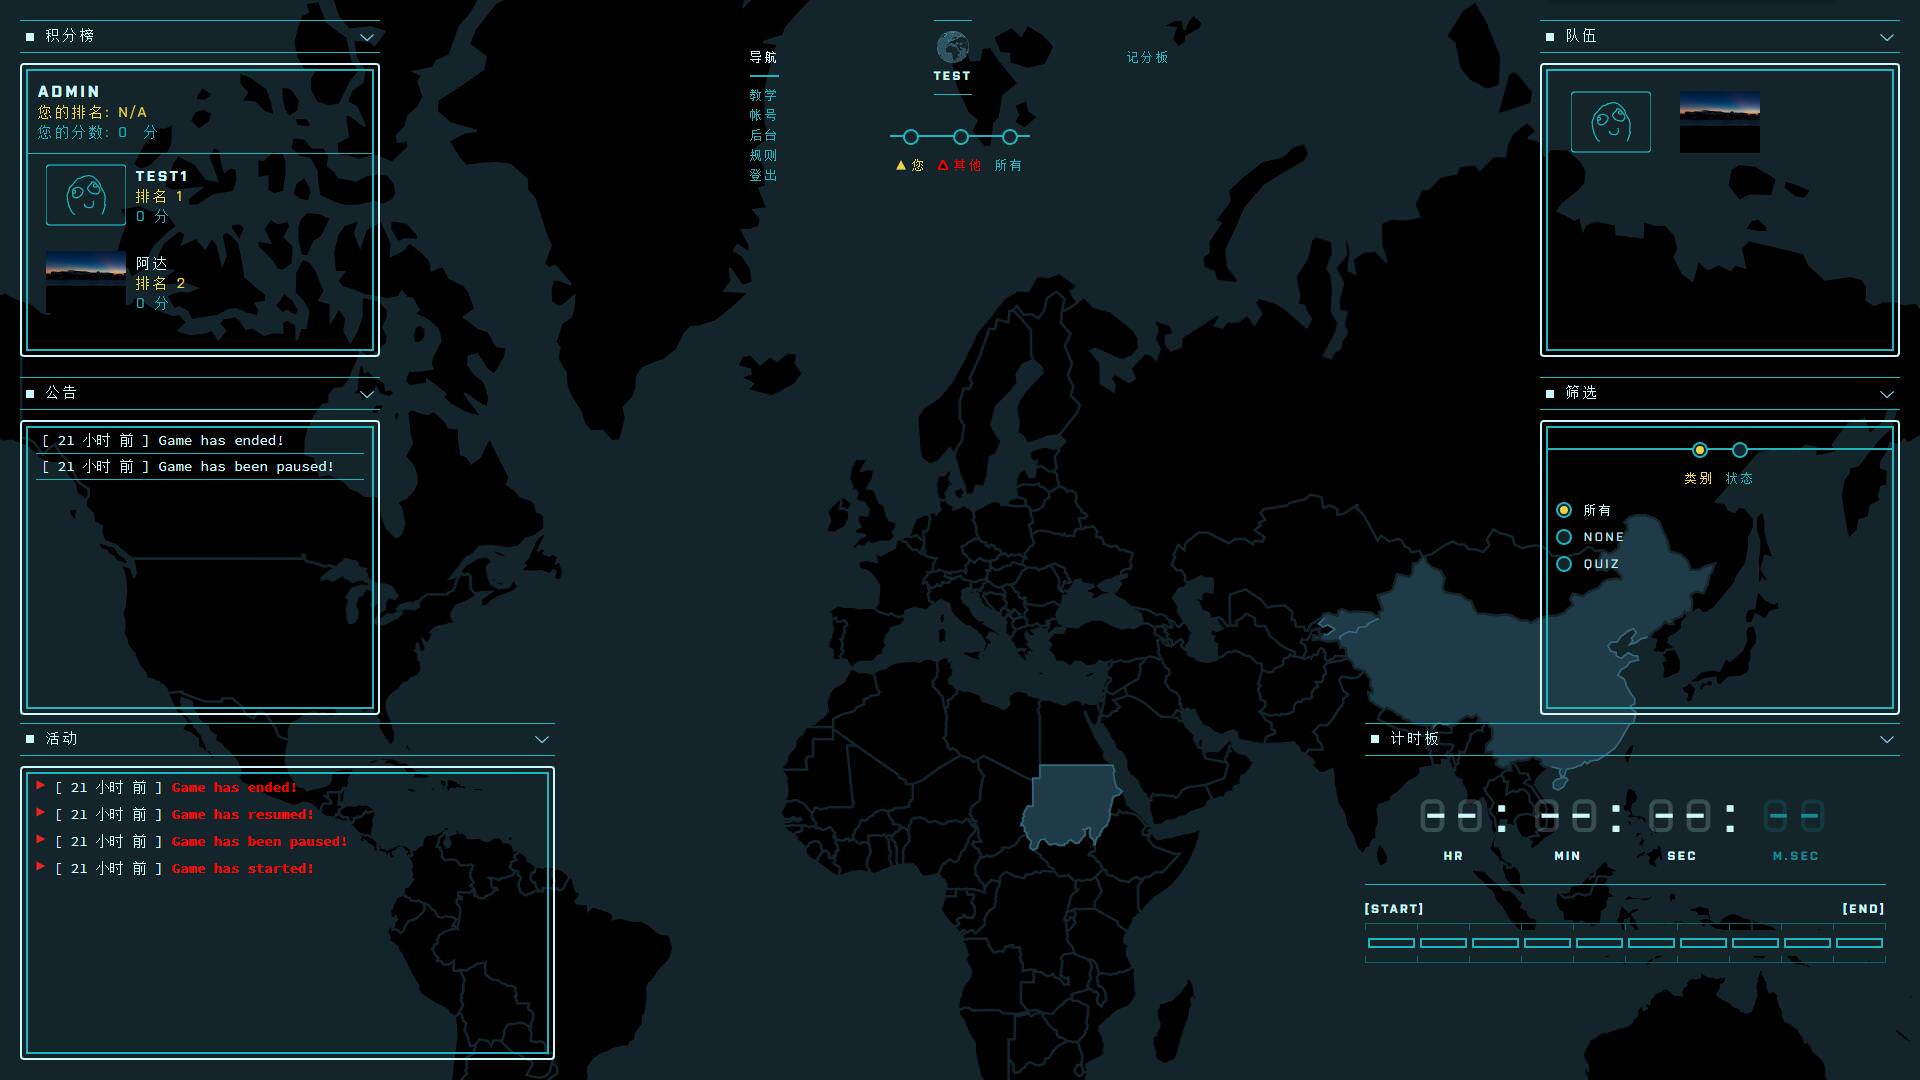 积分榜
ADMIN
您的排名: N/A
您的分数: 0 分
TEST1
排名 1
0 分
阿达
排名 2
0 分
公告
[ 21 小时 前 ] Game has ended!
[ 21 小时 前 ] Game has been paused!
活动
[ 21 小时 前 ] Game has ended!
[ 21 小时 前 ] Game has resumed!
[ 21 小时 前 ] Game has been paused!
[ 21 小时 前 ] Game has started!
导航
教学
帐号
后台
规则
登出
TEST
您 其他 所有
记分板
队伍
筛选
类别 状态
所有
NONE
QUIZ
计时板
-- : -- : -- : --
HR MIN SEC M.SEC
[START] [END]